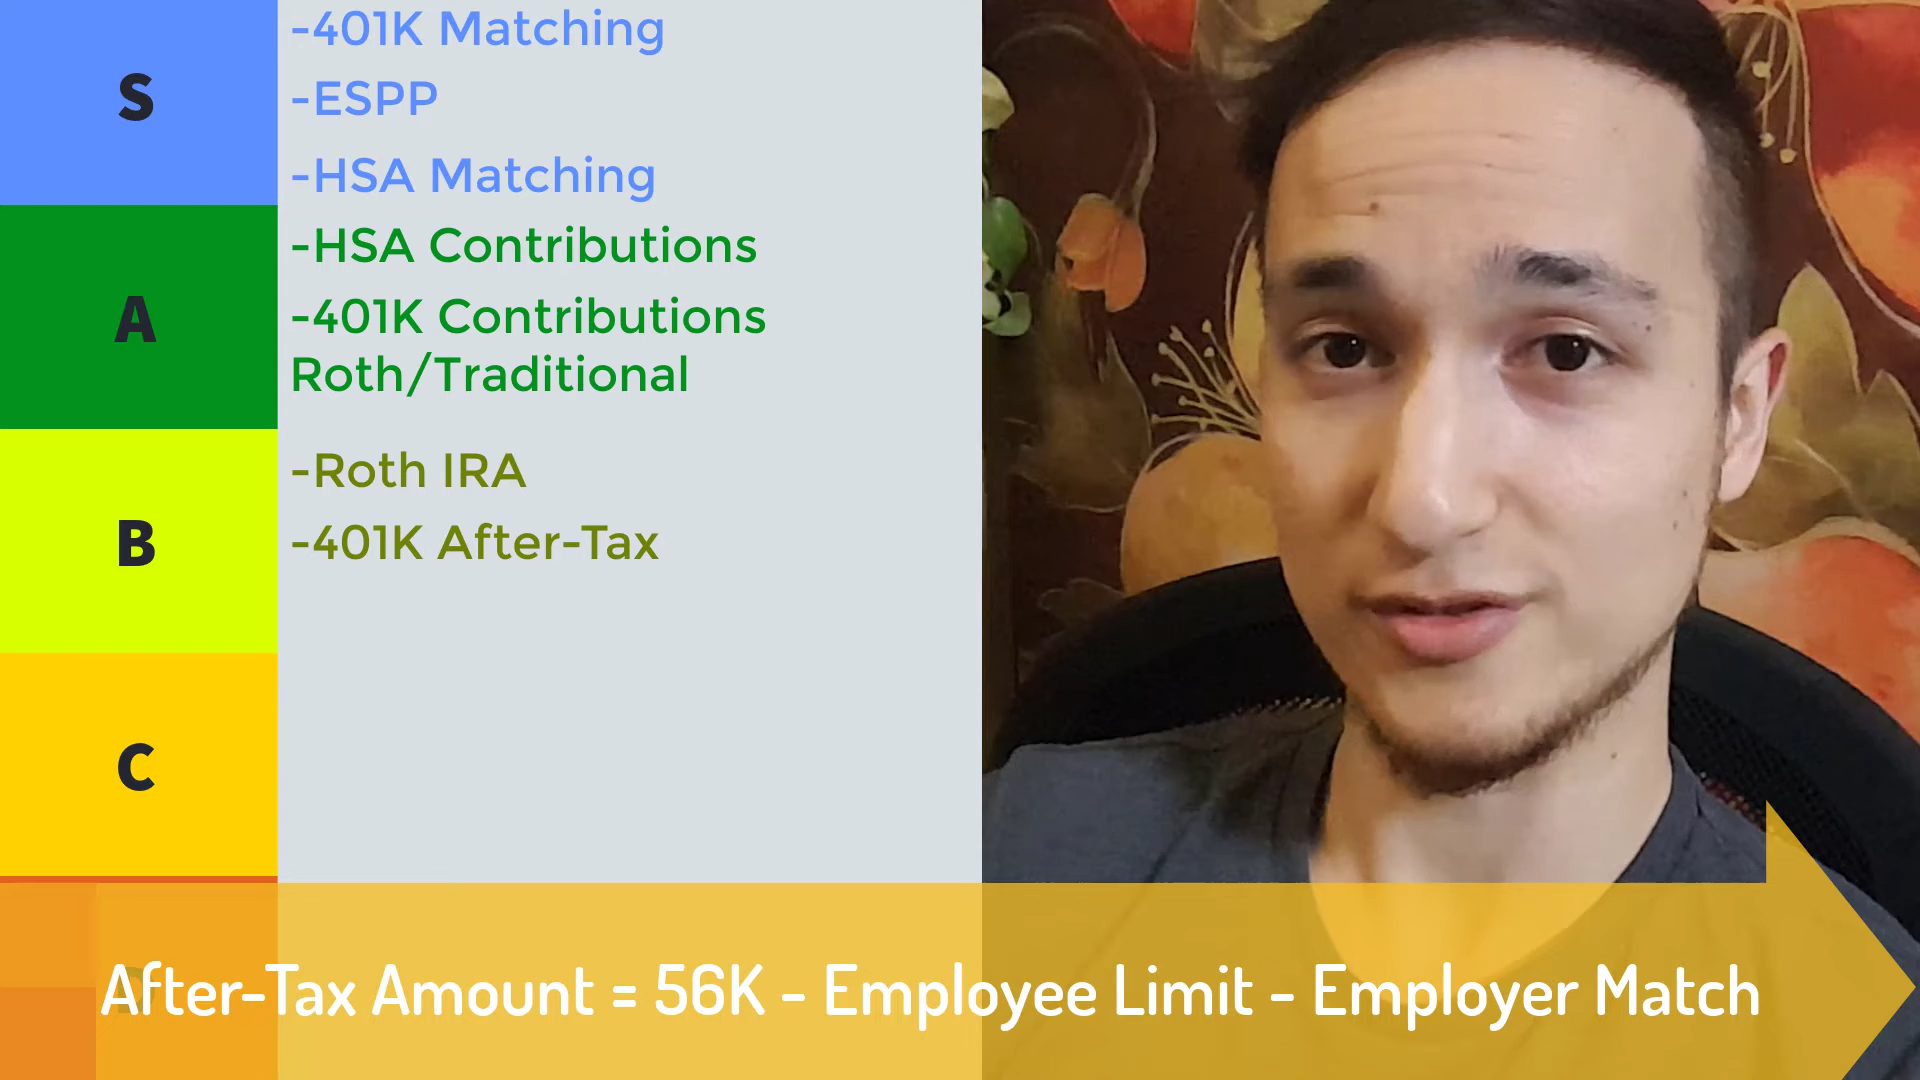 S
-401K Matching
-ESPP
-HSA Matching
A
-HSA Contributions
-401K Contributions
Roth/Traditional
B
-Roth IRA
-401K After-Tax
C
After-Tax Amount = 56K - Employee Limit - Employer Match